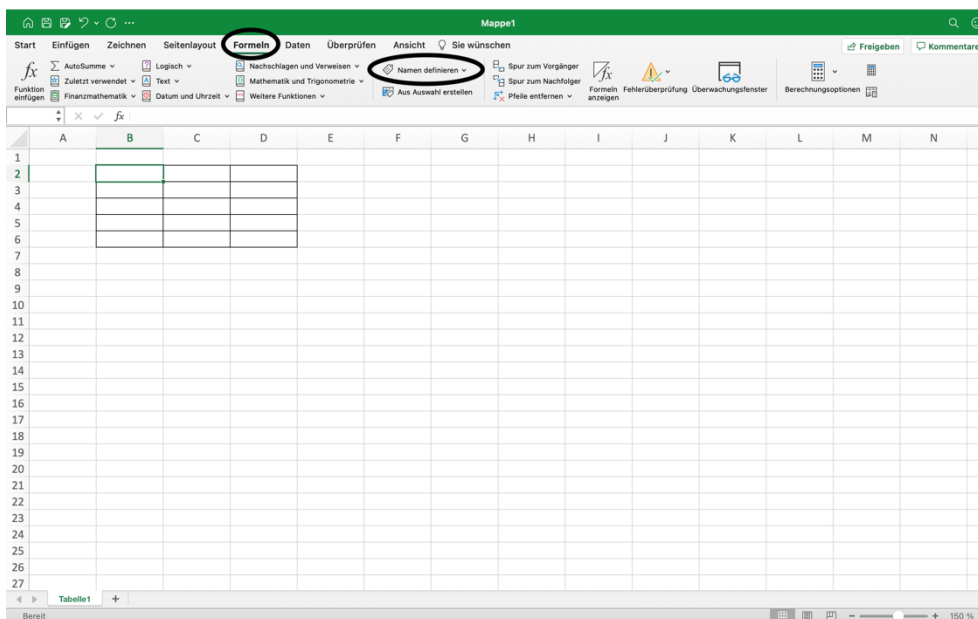 Mappe1
Start Einfügen Zeichnen Seitenlayout Formeln Daten Überprüfen Ansicht Sie wünschen Freigeben Kommentare
fx Funktion einfügen
AutoSumme
Zuletzt verwendet
Finanzmathematik
Logisch
Text
Datum und Uhrzeit
Nachschlagen und Verweisen
Mathematik und Trigonometrie
Weitere Funktionen
Namen definieren
Aus Auswahl erstellen
Spur zum Vorgänger
Spur zum Nachfolger
Pfeile entfernen
fx Formeln anzeigen
Fehlerüberprüfung
Überwachungsfenster
Berechnungsoptionen
fx
A B C D E F G H I J K L M N
1
2
3
4
5
6
7
8
9
10
11
12
13
14
15
16
17
18
19
20
21
22
23
24
25
26
27
Tabelle1 +
Bereit
150 %